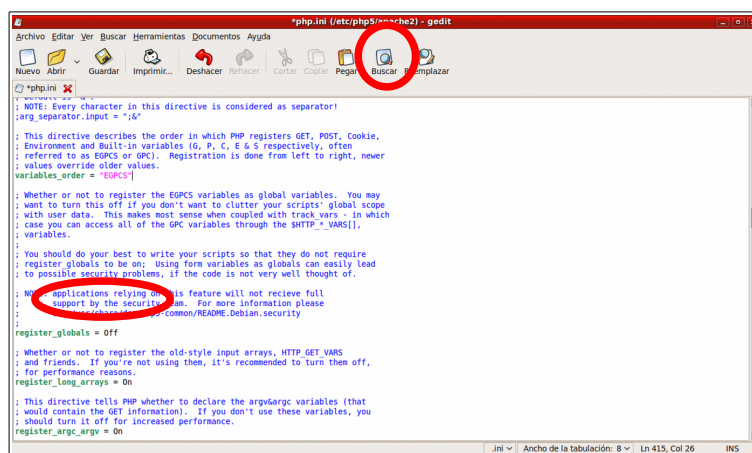 *php.ini (/etc/php5/apache2) - gedit
Archivo Editar Ver Buscar Herramientas Documentos Ayuda
Nuevo Abrir Guardar Imprimir... Deshacer Rehacer Cortar Copiar Pegar Buscar Reemplazar
*php.ini
; Default is "&".
; NOTE: Every character in this directive is considered as separator!
;arg_separator.input = ";&"
; This directive describes the order in which PHP registers GET, POST, Cookie,
; Environment and Built-in variables (G, P, C, E & S respectively, often
; referred to as EGPCS or GPC).  Registration is done from left to right, newer
; values override older values.
variables_order = "EGPCS"
; Whether or not to register the EGPCS variables as global variables.  You may
; want to turn this off if you don't want to clutter your scripts' global scope
; with user data.  This makes most sense when coupled with track_vars - in which
; case you can access all of the GPC variables through the $HTTP_*_VARS[],
; variables.
;
; You should do your best to write your scripts so that they do not require
; register_globals to be on;  Using form variables as globals can easily lead
; to possible security problems, if the code is not very well thought of.
; NOTE: applications relying on this feature will not recieve full
; support by the security team.  For more information please
; /usr/share/doc/php5-common/README.Debian.security
;
register_globals = Off
; Whether or not to register the old-style input arrays, HTTP_GET_VARS
; and friends.  If you're not using them, it's recommended to turn them off,
; for performance reasons.
register_long_arrays = On
; This directive tells PHP whether to declare the argv&argc variables (that
; would contain the GET information).  If you don't use these variables, you
; should turn it off for increased performance.
register_argc_argv = On
.ini Ancho de la tabulación: 8 Ln 415, Col 26 INS